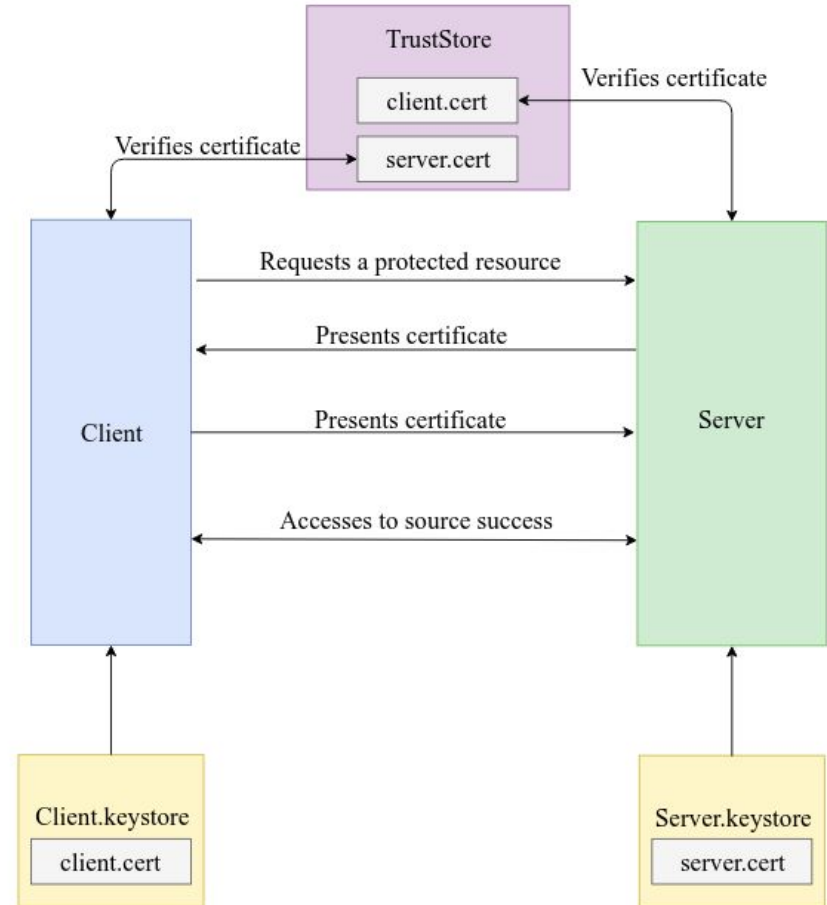 TrustStore
client.cert
Verifies certificate
Verifies certificate
server.cert
Requests a protected resource
Presents certificate
Client
Presents certificate
Server
Accesses to source success
Client.keystore
client.cert
Server.keystore
server.cert